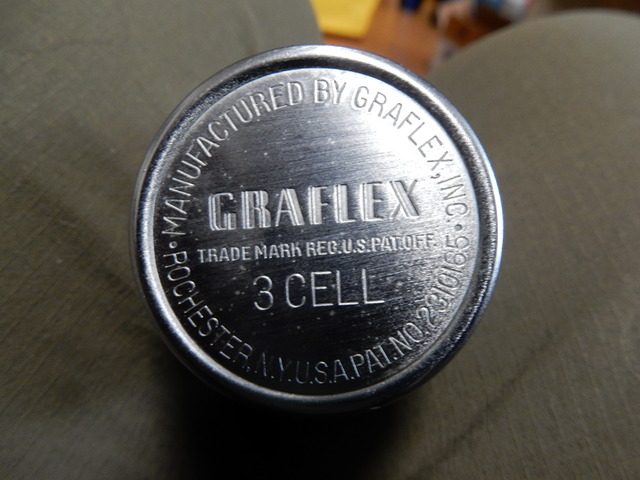 • MANUFACTURED BY GRAFLEX, INC •
GRAFLEX
TRADE MARK REG. U.S. PAT. OFF.
3 CELL
ROCHESTER, N.Y. U.S.A. PAT. NO. 2310165